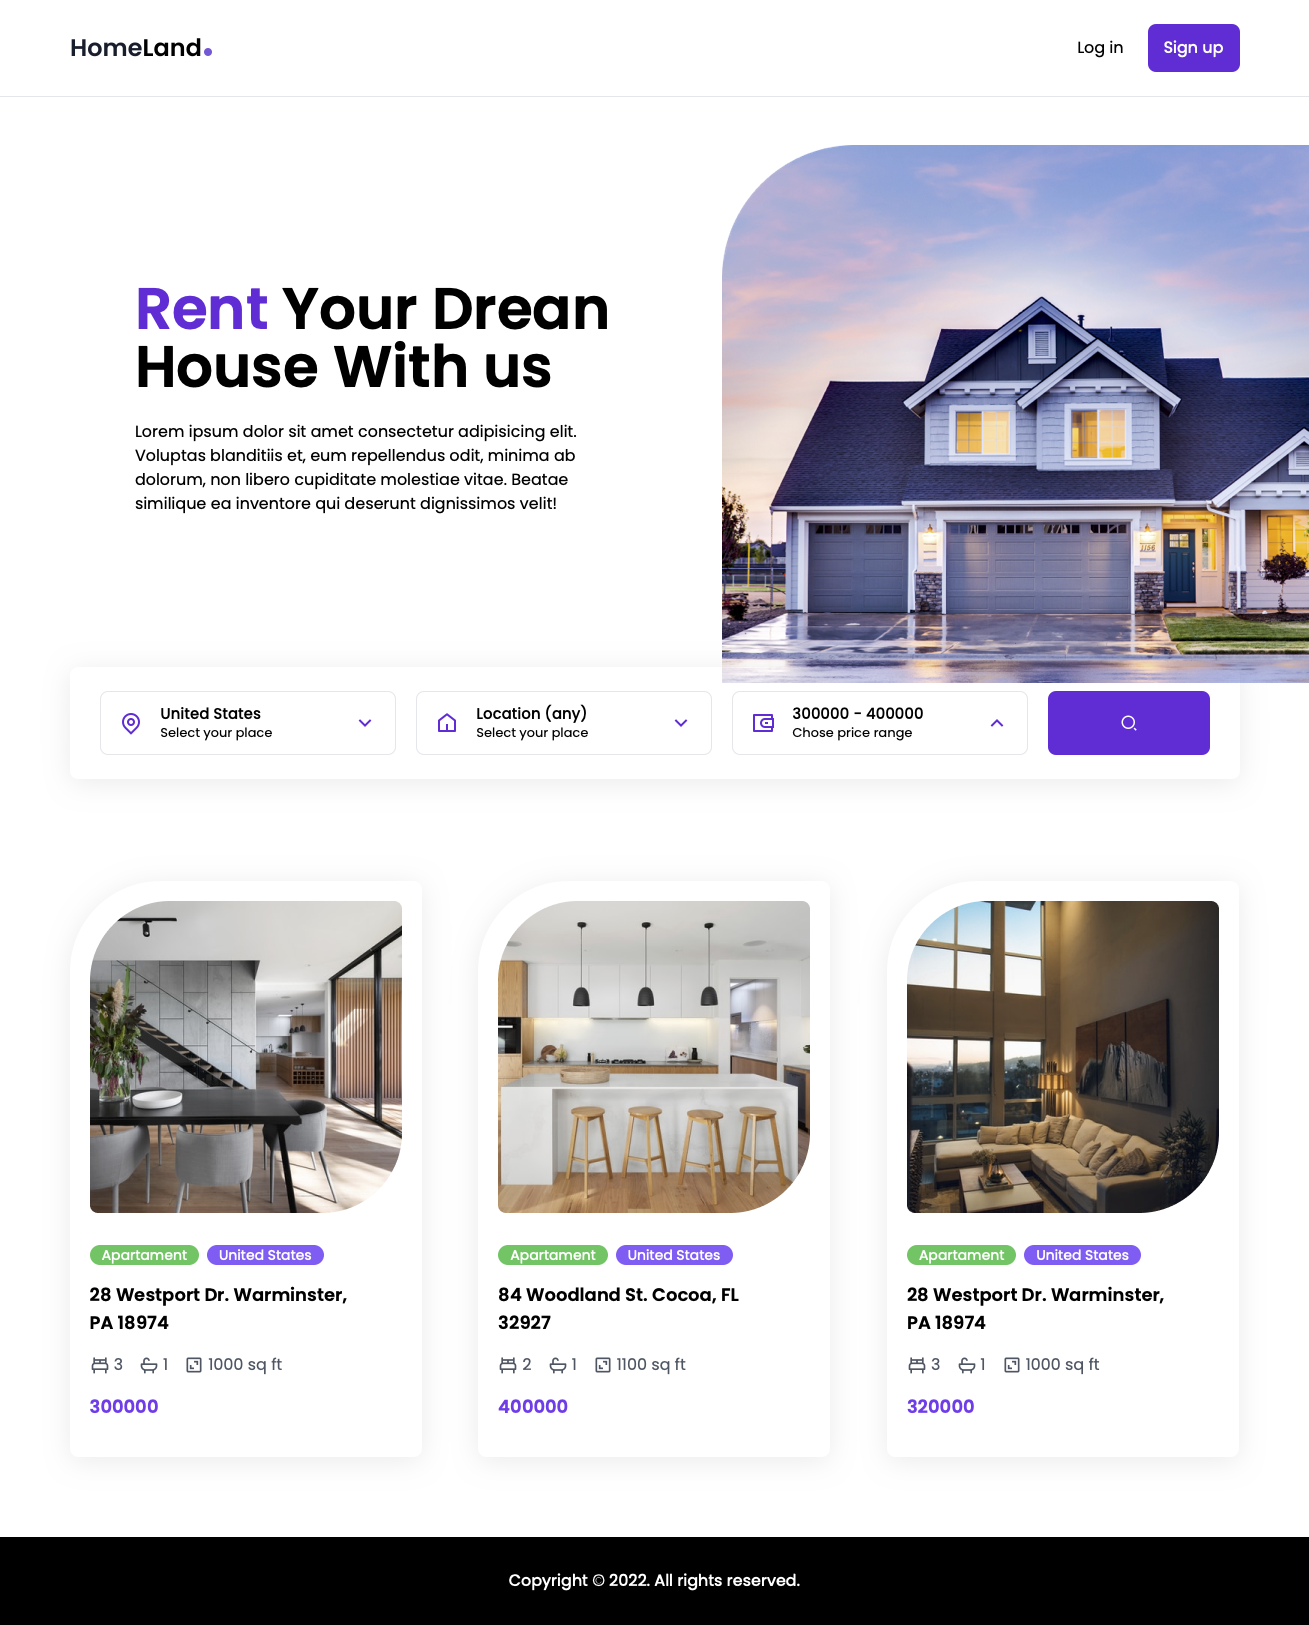 HomeLand.
Log in
Sign up
Rent Your Drean
House With us
Lorem ipsum dolor sit amet consectetur adipisicing elit.
Voluptas blanditiis et, eum repellendus odit, minima ab
dolorum, non libero cupiditate molestiae vitae. Beatae
similique ea inventore qui deserunt dignissimos velit!
1156
United States
Select your place
Location (any)
Select your place
300000 - 400000
Chose price range
Apartament
United States
28 Westport Dr. Warminster,
PA 18974
3
1
1000 sq ft
300000
Apartament
United States
84 Woodland St. Cocoa, FL
32927
2
1
1100 sq ft
400000
Apartament
United States
28 Westport Dr. Warminster,
PA 18974
3
1
1000 sq ft
320000
Copyright © 2022. All rights reserved.